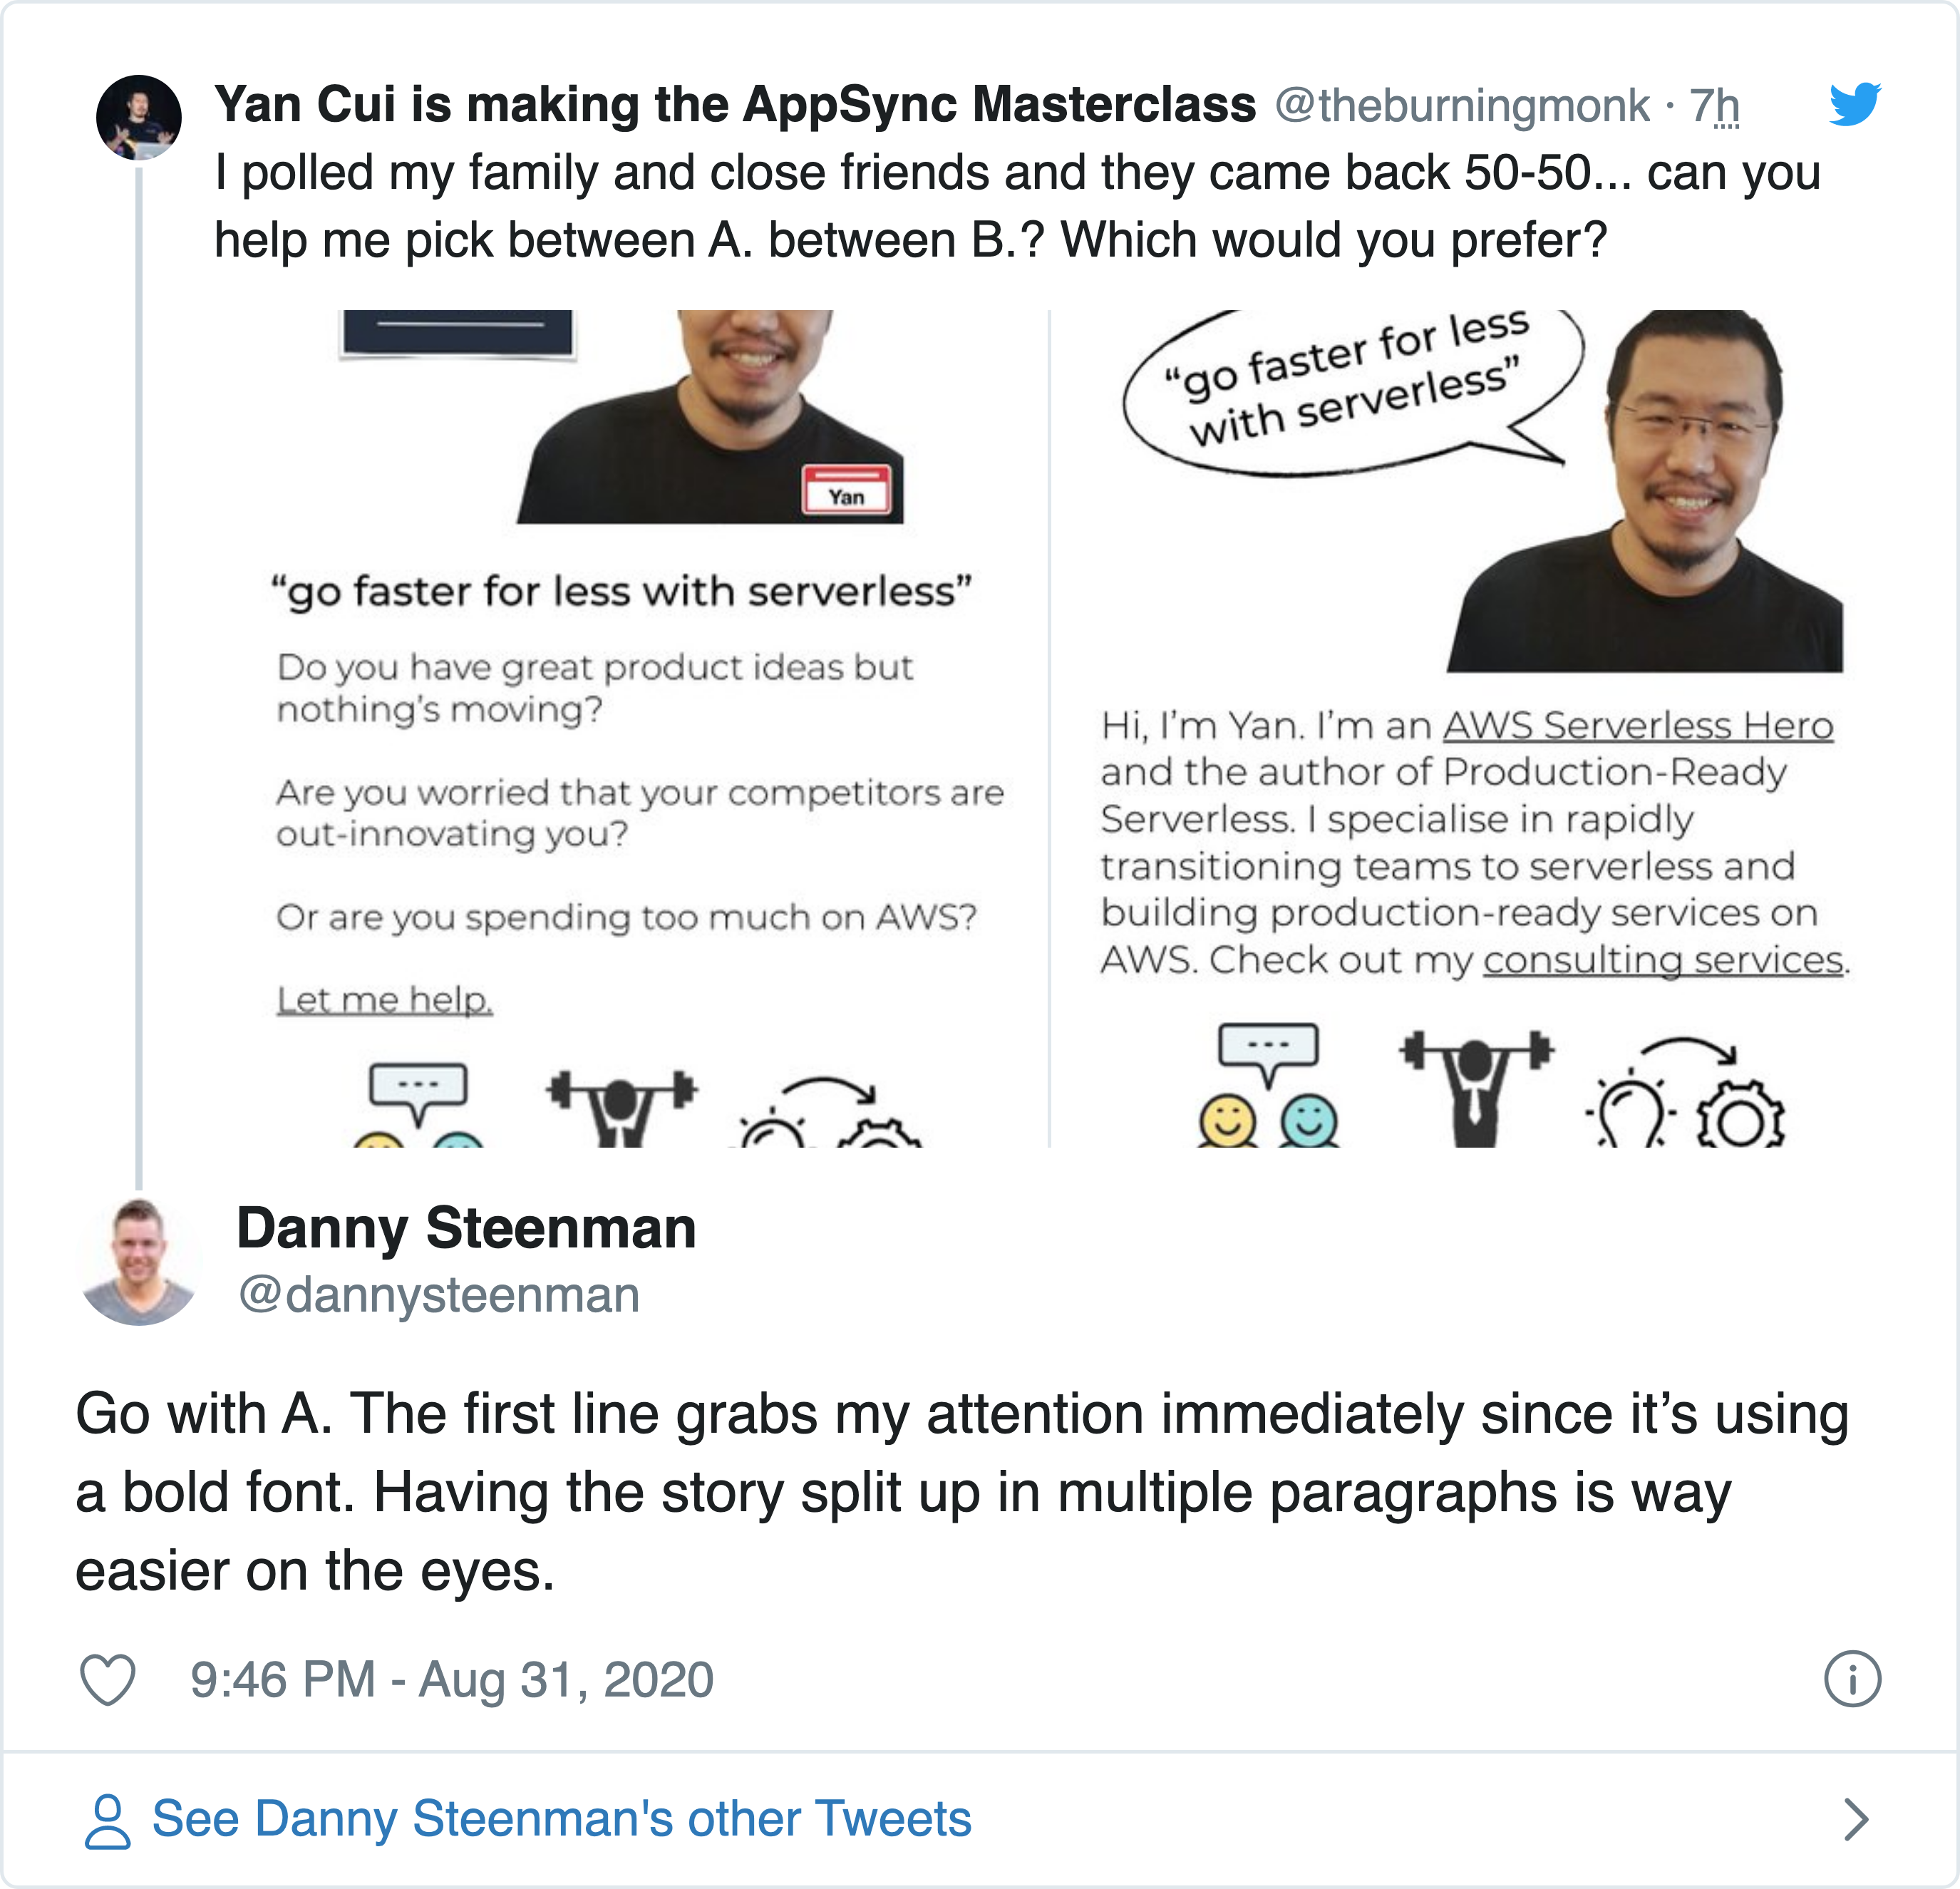 Yan Cui is making the AppSync Masterclass @theburningmonk · 7h
I polled my family and close friends and they came back 50-50... can you
help me pick between A. between B.? Which would you prefer?
Yan
“go faster for less with serverless”
Do you have great product ideas but
nothing’s moving?
Are you worried that your competitors are
out-innovating you?
Or are you spending too much on AWS?
Let me help.
“go faster for less
with serverless”
Hi, I’m Yan. I’m an AWS Serverless Hero
and the author of Production-Ready
Serverless. I specialise in rapidly
transitioning teams to serverless and
building production-ready services on
AWS. Check out my consulting services.
Danny Steenman
@dannysteenman
Go with A. The first line grabs my attention immediately since it’s using
a bold font. Having the story split up in multiple paragraphs is way
easier on the eyes.
9:46 PM - Aug 31, 2020
See Danny Steenman's other Tweets